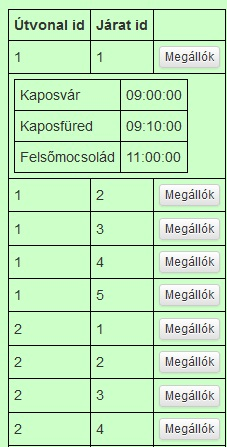 Útvonal id Járat id
1 1 Megállók
Kaposvár 09:00:00
Kaposfüred 09:10:00
Felsőmocsolád 11:00:00
1 2 Megállók
1 3 Megállók
1 4 Megállók
1 5 Megállók
2 1 Megállók
2 2 Megállók
2 3 Megállók
2 4 Megállók